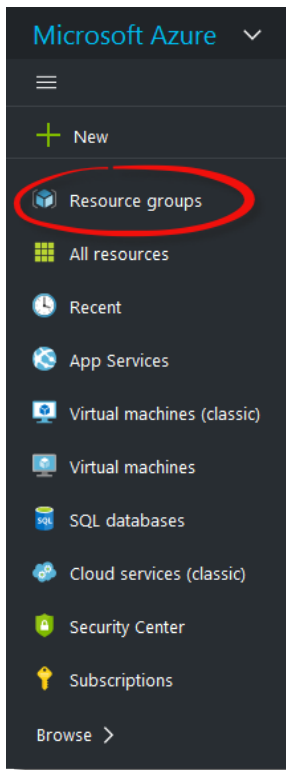 Microsoft Azure
New
Resource groups
All resources
Recent
App Services
Virtual machines (classic)
Virtual machines
SQL
SQL databases
Cloud services (classic)
Security Center
Subscriptions
Browse